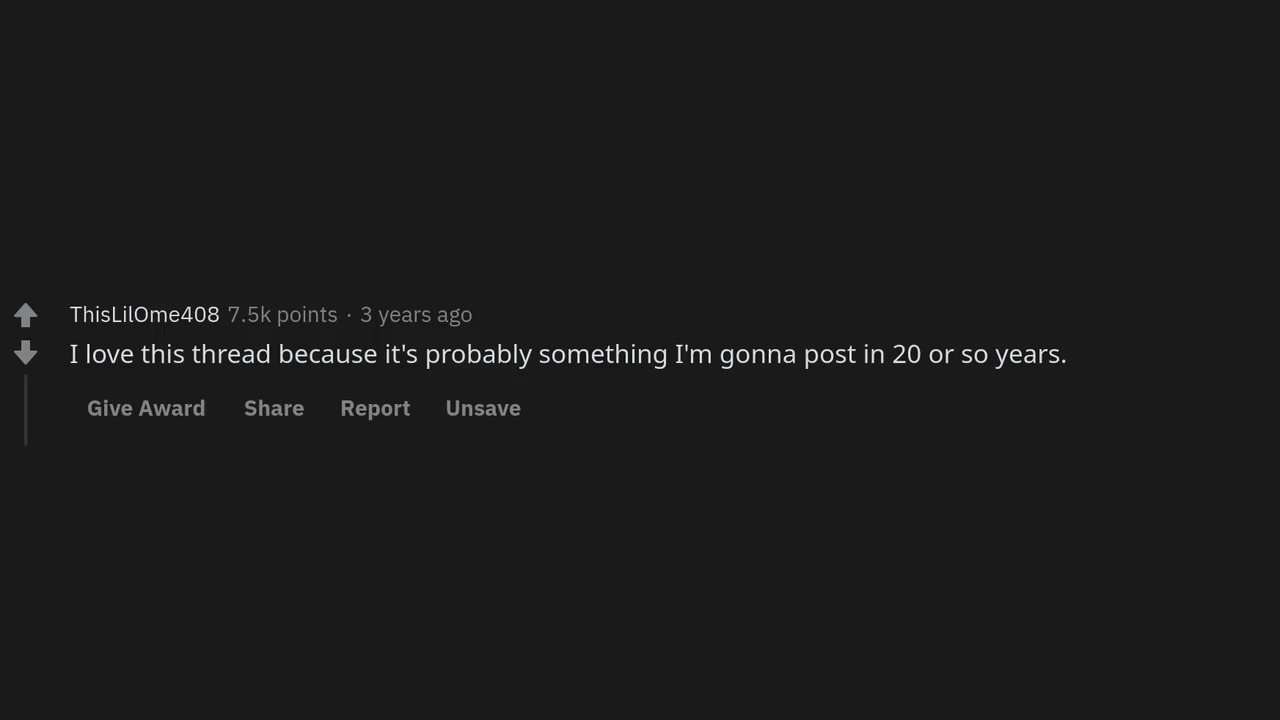 ThisLilOme408 7.5k points · 3 years ago
I love this thread because it's probably something I'm gonna post in 20 or so years.
Give Award Share Report Unsave